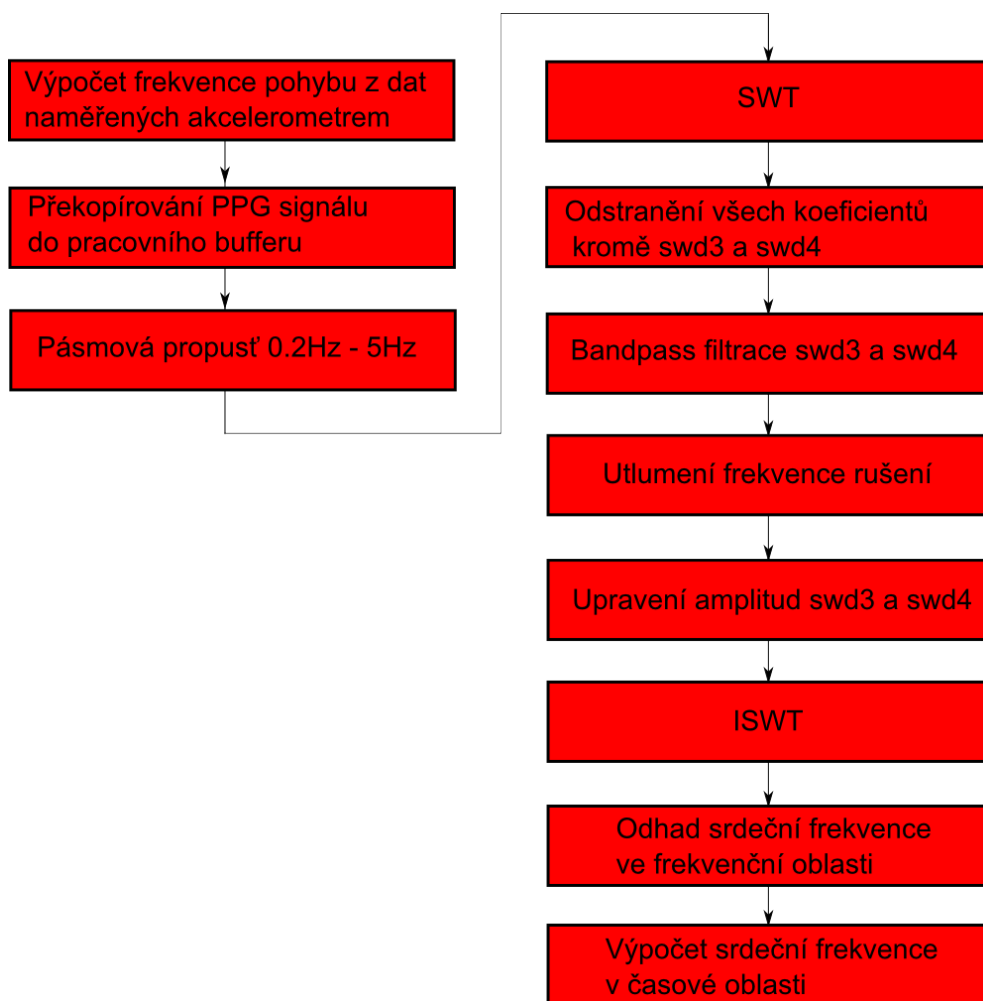 Výpočet frekvence pohybu z dat
naměřených akcelerometrem
Překopírování PPG signálu
do pracovního bufferu
Pásmová propusť 0.2Hz - 5Hz
SWT
Odstranění všech koeficientů
kromě swd3 a swd4
Bandpass filtrace swd3 a swd4
Utlumení frekvence rušení
Upravení amplitud swd3 a swd4
ISWT
Odhad srdeční frekvence
ve frekvenční oblasti
Výpočet srdeční frekvence
v časové oblasti